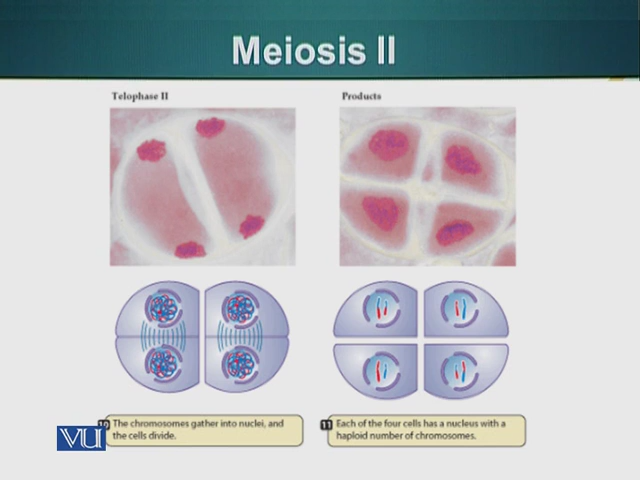 Meiosis II
Telophase II
Products
10 The chromosomes gather into nuclei, and
the cells divide.
11 Each of the four cells has a nucleus with a
haploid number of chromosomes.
VU